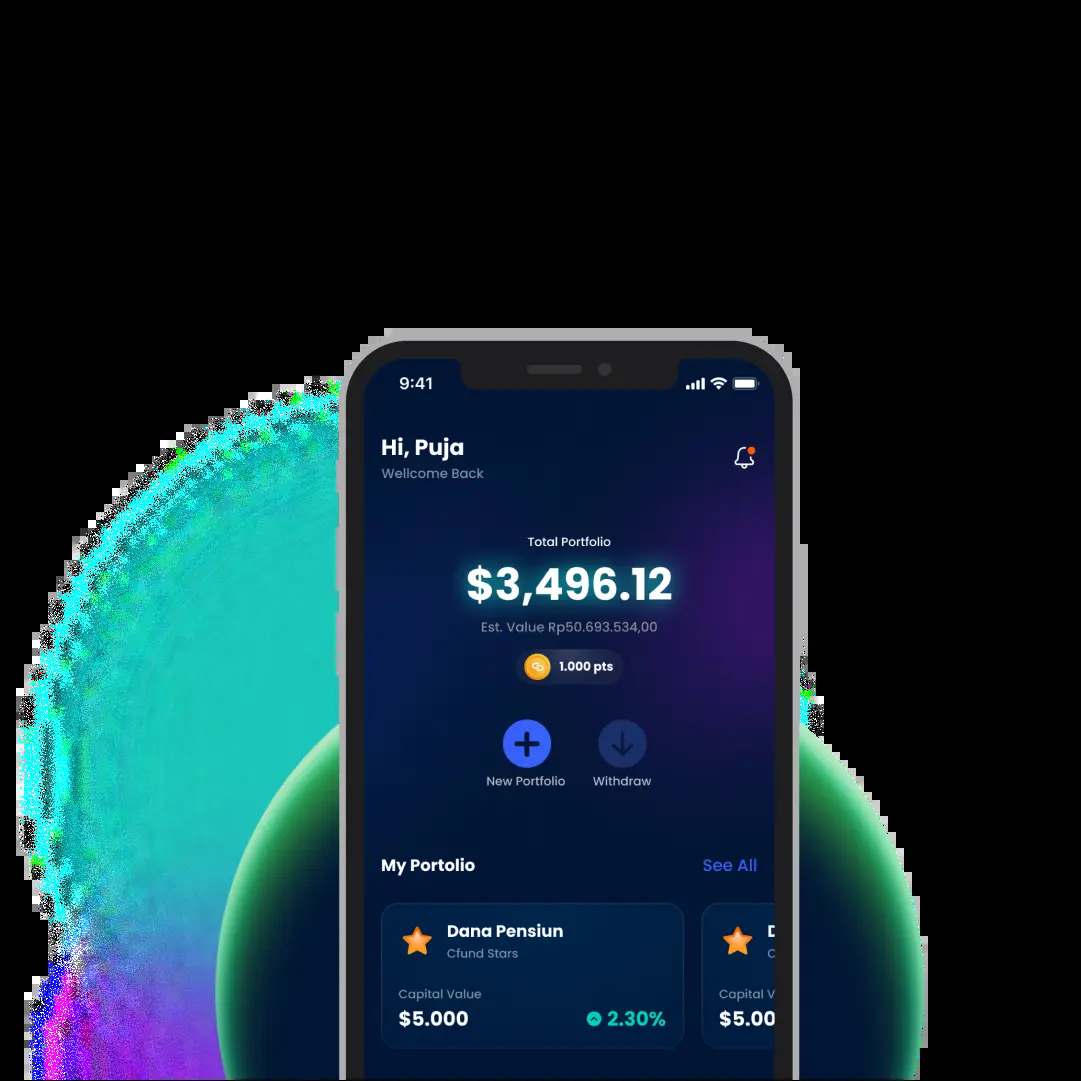 9:41
Hi, Puja
Wellcome Back
Total Portfolio
$3,496.12
Est. Value Rp50.693.534,00
1.000 pts
New Portfolio
Withdraw
My Portolio
See All
Dana Pensiun
Cfund Stars
Capital Value
$5.000
2.30%
D
C
Capital V
$5.00